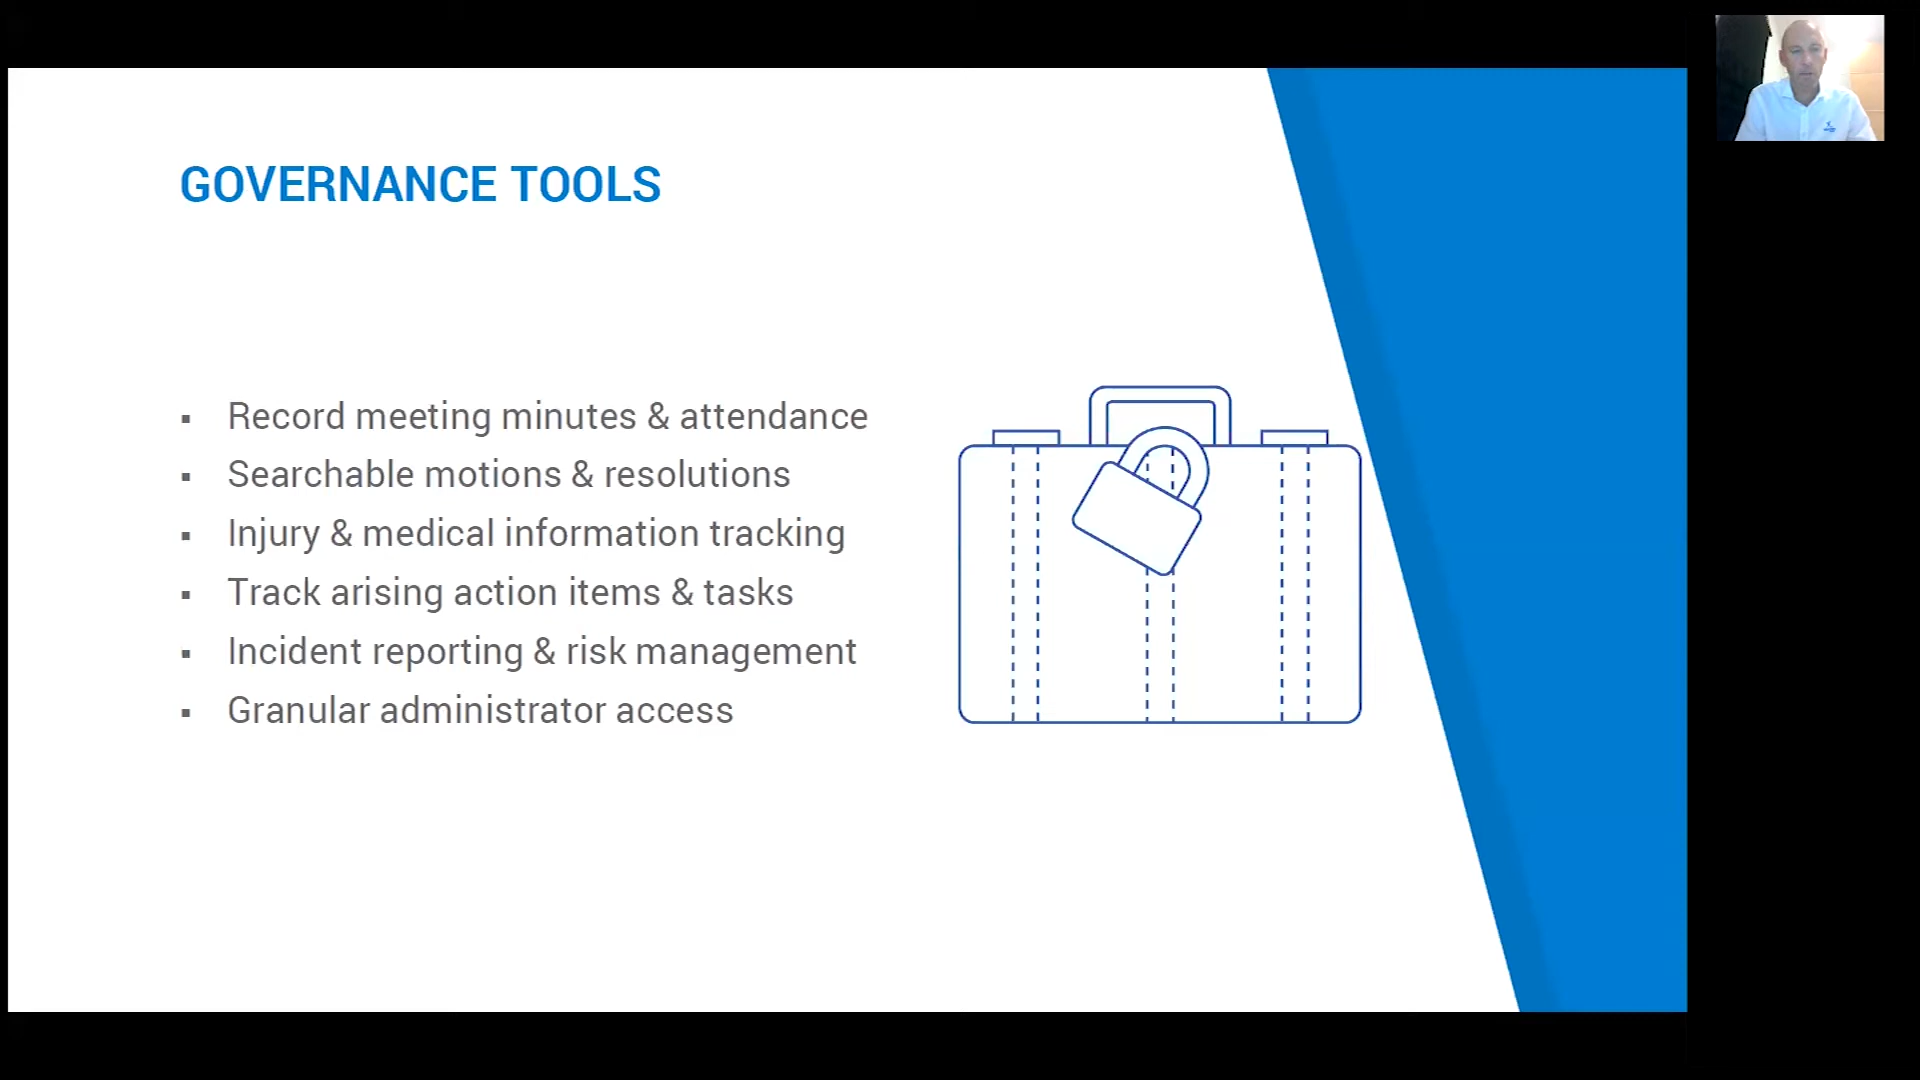 GOVERNANCE TOOLS
▪ Record meeting minutes & attendance
▪ Searchable motions & resolutions
▪ Injury & medical information tracking
▪ Track arising action items & tasks
▪ Incident reporting & risk management
▪ Granular administrator access